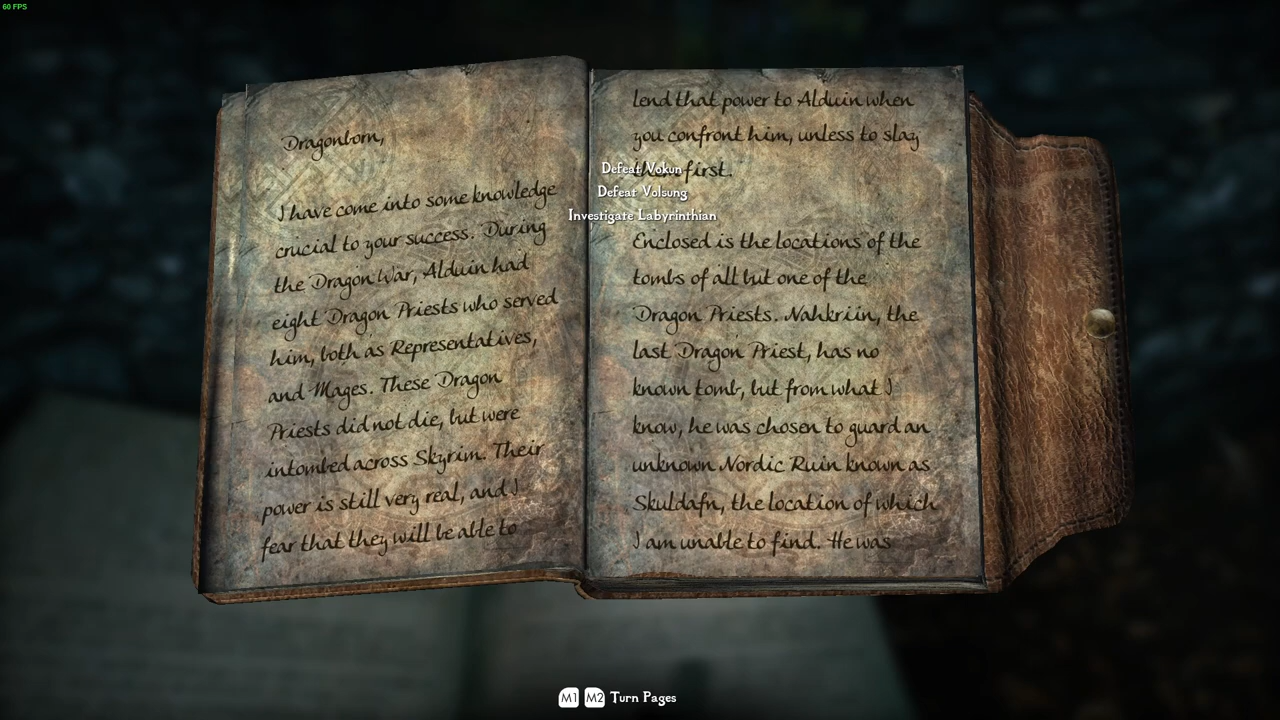 60 FPS
Dragonborn,
I have come into some knowledge
crucial to your success. During
the Dragon War, Alduin had
eight Dragon Priests who served
him, both as Representatives,
and Mages. These Dragon
Priests did not die, but were
intombed across Skyrim. Their
power is still very real, and I
fear that they will be able to
lend that power to Alduin when
you confront him, unless to slay
them first.
Enclosed is the locations of the
tombs of all but one of the
Dragon Priests. Nahkriin, the
last Dragon Priest, has no
known tomb, but from what I
know, he was chosen to guard an
unknown Nordic Ruin known as
Skuldafn, the location of which
I am unable to find. He was
Defeat Vokun
Defeat Volsung
Investigate Labyrinthian
M1 M2 Turn Pages